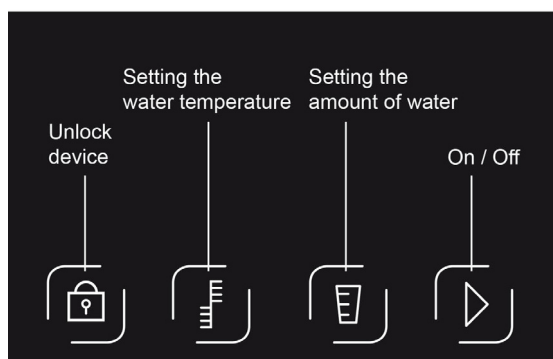 Setting the
water temperature
Setting the
amount of water
Unlock
device
On / Off